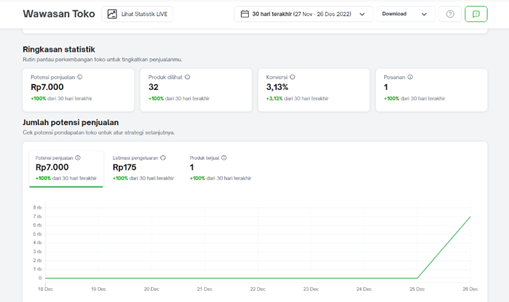 Wawasan Toko
Lihat Statistik LIVE
30 hari terakhir (27 Nov - 26 Des 2022)
Download
Ringkasan statistik
Rutin pantau perkembangan toko untuk tingkatkan penjualanmu.
Potensi penjualan
Rp7.000
+100% dari 30 hari terakhir
Produk dilihat
32
+100% dari 30 hari terakhir
Konversi
3,13%
+3,13% dari 30 hari terakhir
Pesanan
1
+100% dari 30 hari terakhir
Jumlah potensi penjualan
Cek potensi pendapatan toko untuk atur strategi selanjutnya.
Potensi penjualan
Rp7.000
+100% dari 30 hari terakhir
Estimasi pengeluaran
Rp175
+100% dari 30 hari terakhir
Produk terjual
1
+100% dari 30 hari terakhir
8 rb
7 rb
6 rb
5 rb
4 rb
3 rb
2 rb
1 rb
0
18 Dec 19 Dec 20 Dec 21 Dec 22 Dec 23 Dec 24 Dec 25 Dec 26 Dec